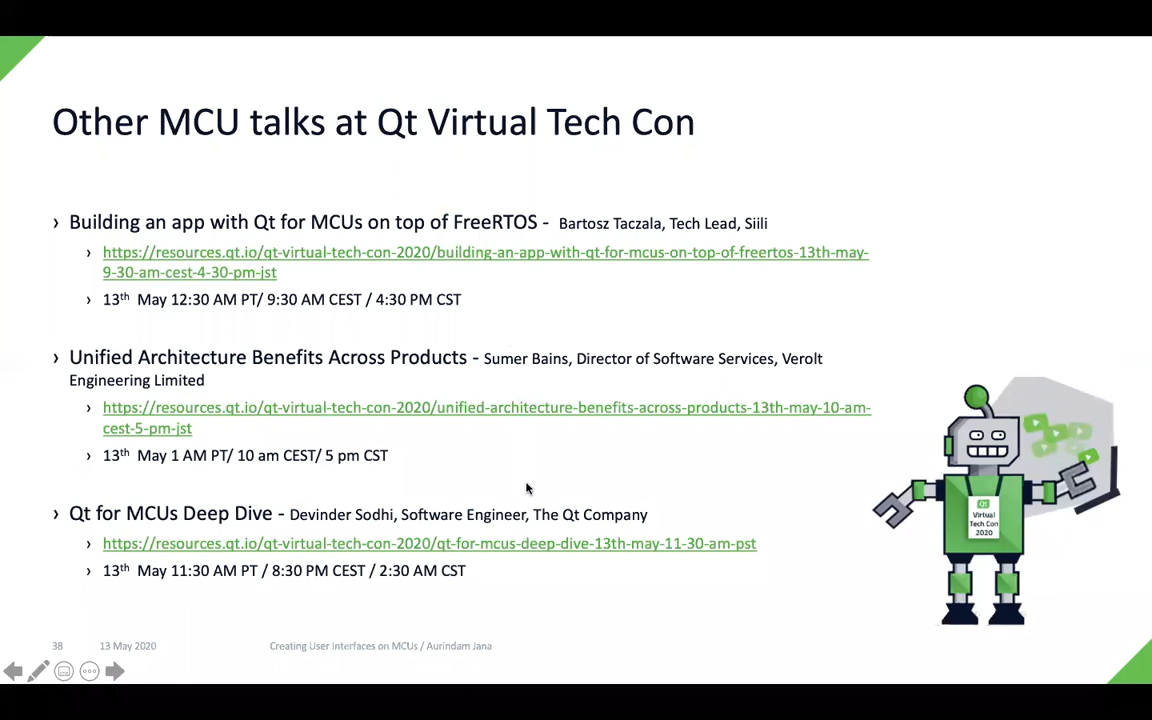 Other MCU talks at Qt Virtual Tech Con
› Building an app with Qt for MCUs on top of FreeRTOS - Bartosz Taczala, Tech Lead, Siili
› https://resources.qt.io/qt-virtual-tech-con-2020/building-an-app-with-qt-for-mcus-on-top-of-freertos-13th-may-
9-30-am-cest-4-30-pm-jst
› 13th May 12:30 AM PT/ 9:30 AM CEST / 4:30 PM CST
› Unified Architecture Benefits Across Products - Sumer Bains, Director of Software Services, Verolt
Engineering Limited
› https://resources.qt.io/qt-virtual-tech-con-2020/unified-architecture-benefits-across-products-13th-may-10-am-
cest-5-pm-jst
› 13th May 1 AM PT/ 10 am CEST/ 5 pm CST
› Qt for MCUs Deep Dive - Devinder Sodhi, Software Engineer, The Qt Company
› https://resources.qt.io/qt-virtual-tech-con-2020/qt-for-mcus-deep-dive-13th-may-11-30-am-pst
› 13th May 11:30 AM PT / 8:30 PM CEST / 2:30 AM CST
Qt
Virtual
Tech Con
2020
38 13 May 2020 Creating User Interfaces on MCUs / Aurindam Jana